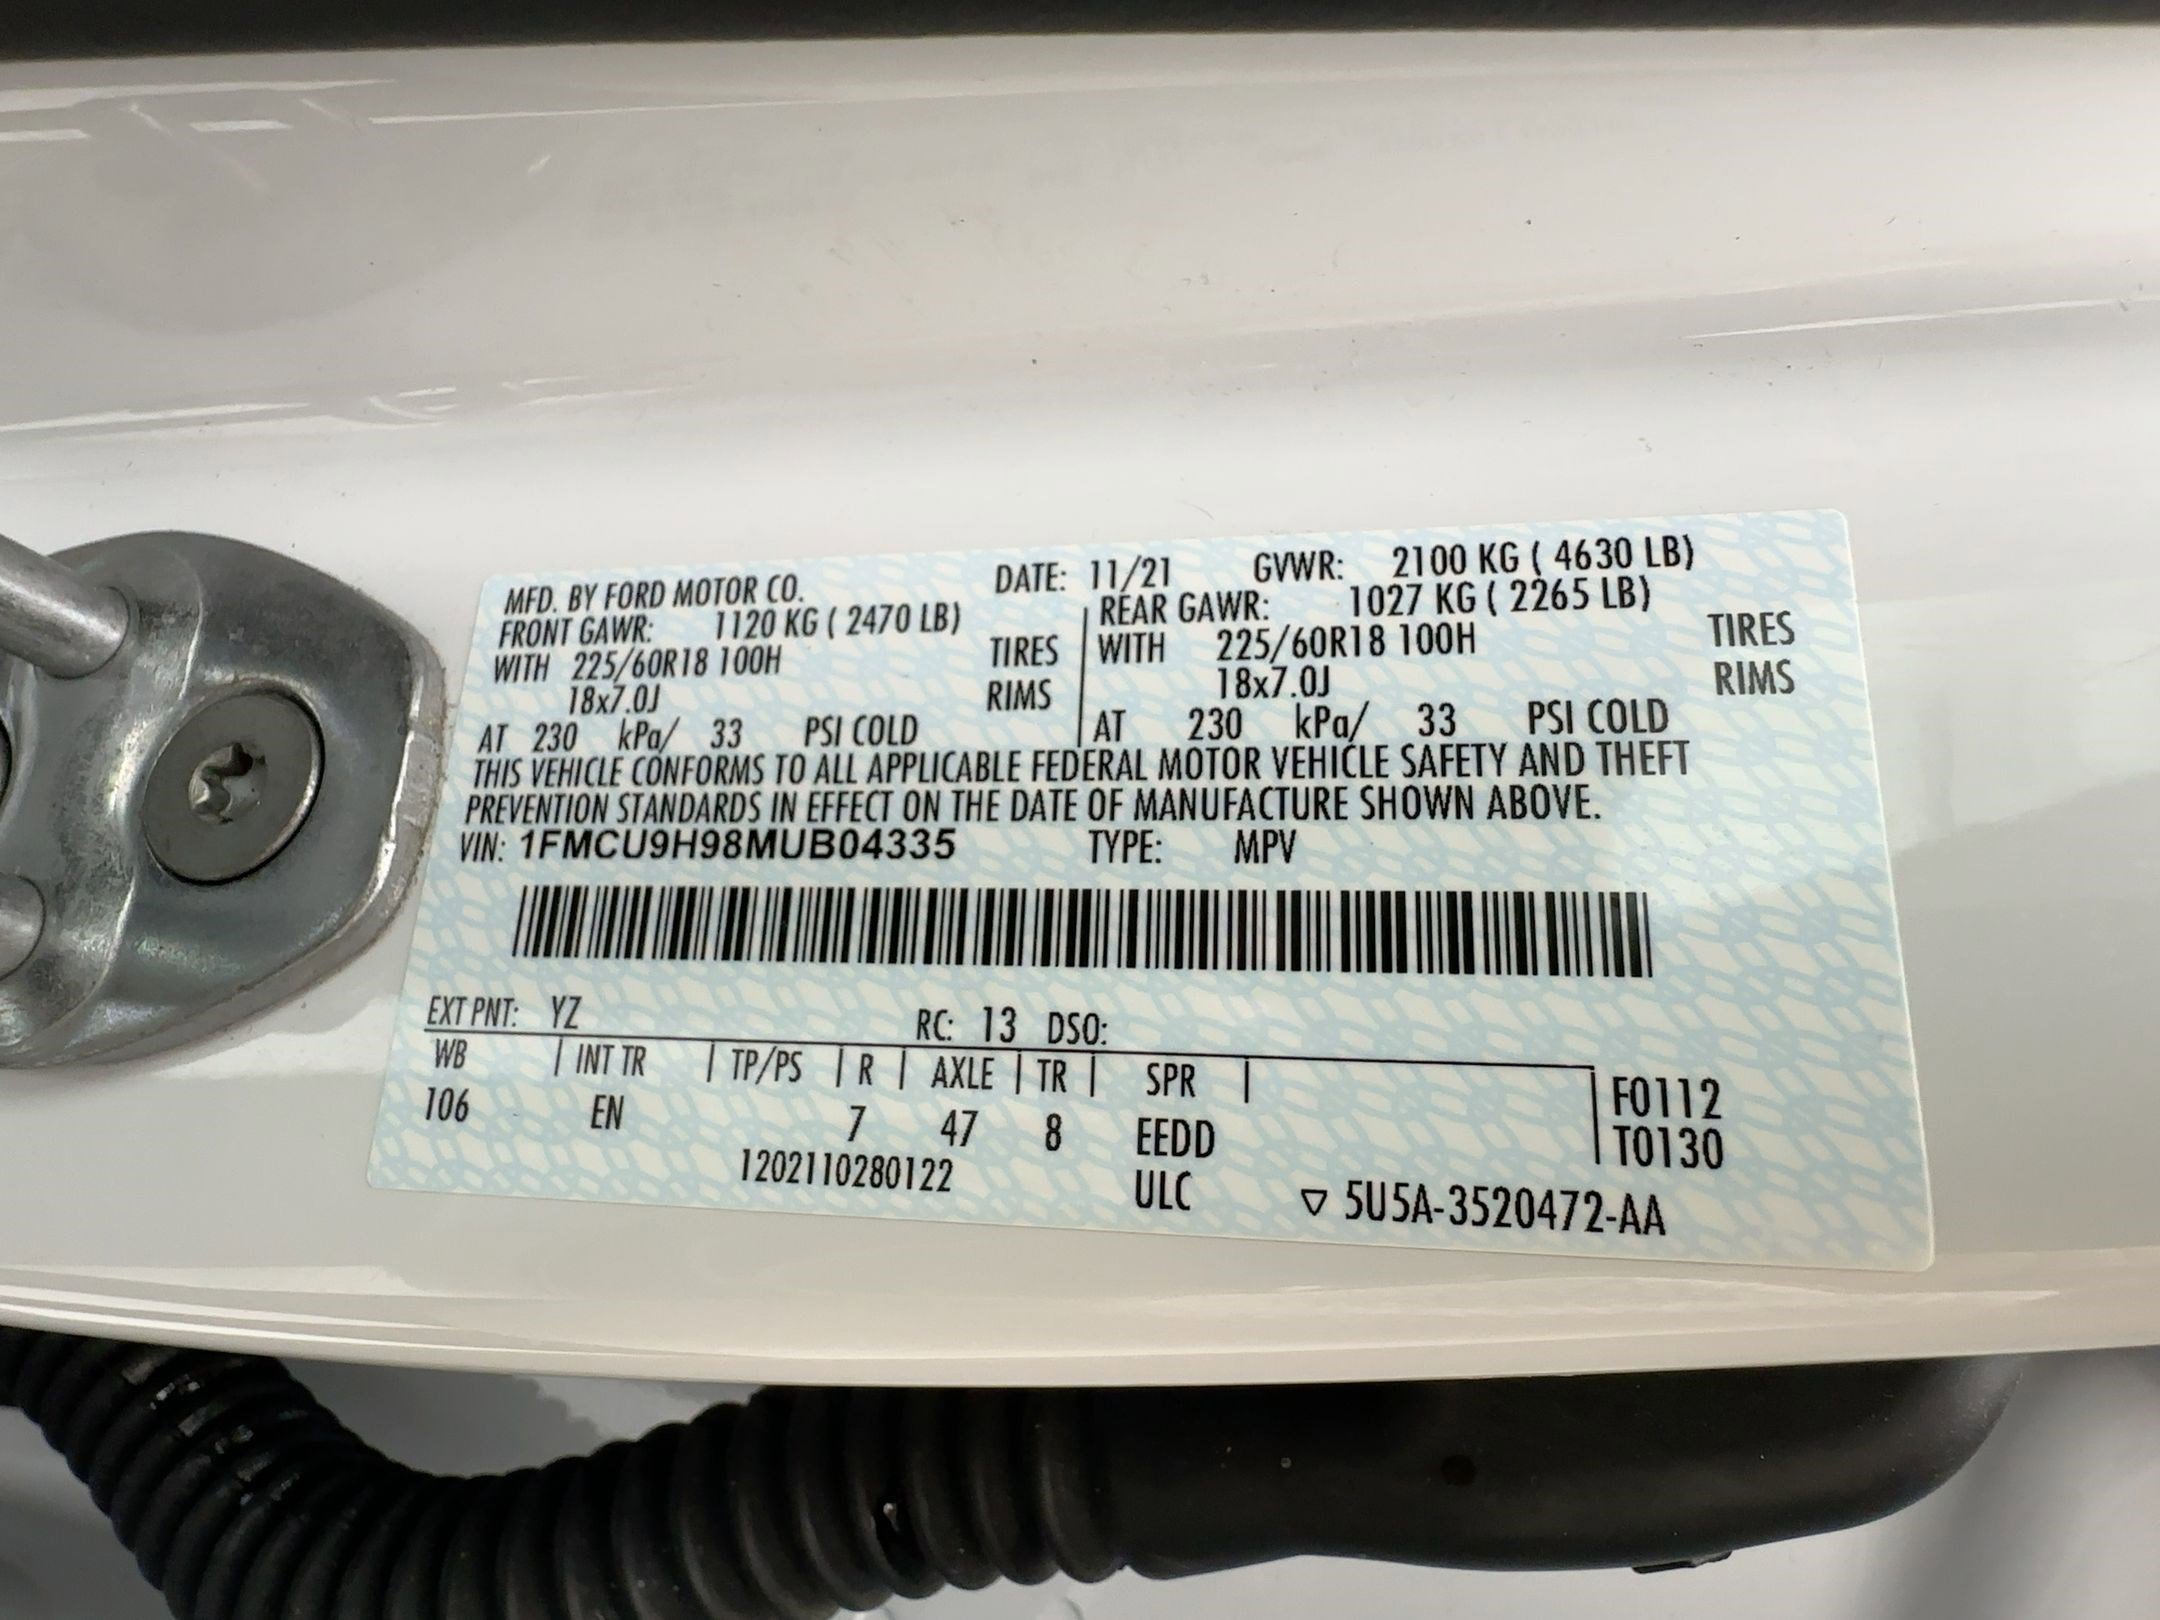 MFD. BY FORD MOTOR CO. DATE: 11/21 GVWR: 2100 KG ( 4630 LB)
FRONT GAWR: 1120 KG ( 2470 LB) REAR GAWR: 1027 KG ( 2265 LB)
WITH 225/60R18 100H TIRES WITH 225/60R18 100H TIRES
18x7.0J RIMS 18x7.0J RIMS
AT 230 kPa/ 33 PSI COLD AT 230 kPa/ 33 PSI COLD
THIS VEHICLE CONFORMS TO ALL APPLICABLE FEDERAL MOTOR VEHICLE SAFETY AND THEFT
PREVENTION STANDARDS IN EFFECT ON THE DATE OF MANUFACTURE SHOWN ABOVE.
VIN: 1FMCU9H98MUB04335 TYPE: MPV
EXT PNT: YZ RC: 13 DSO:
WB | INT TR | TP/PS | R | AXLE | TR | SPR | F0112
106 EN 7 47 8 EEDD T0130
1202110280122 ULC ▽ 5U5A-3520472-AA